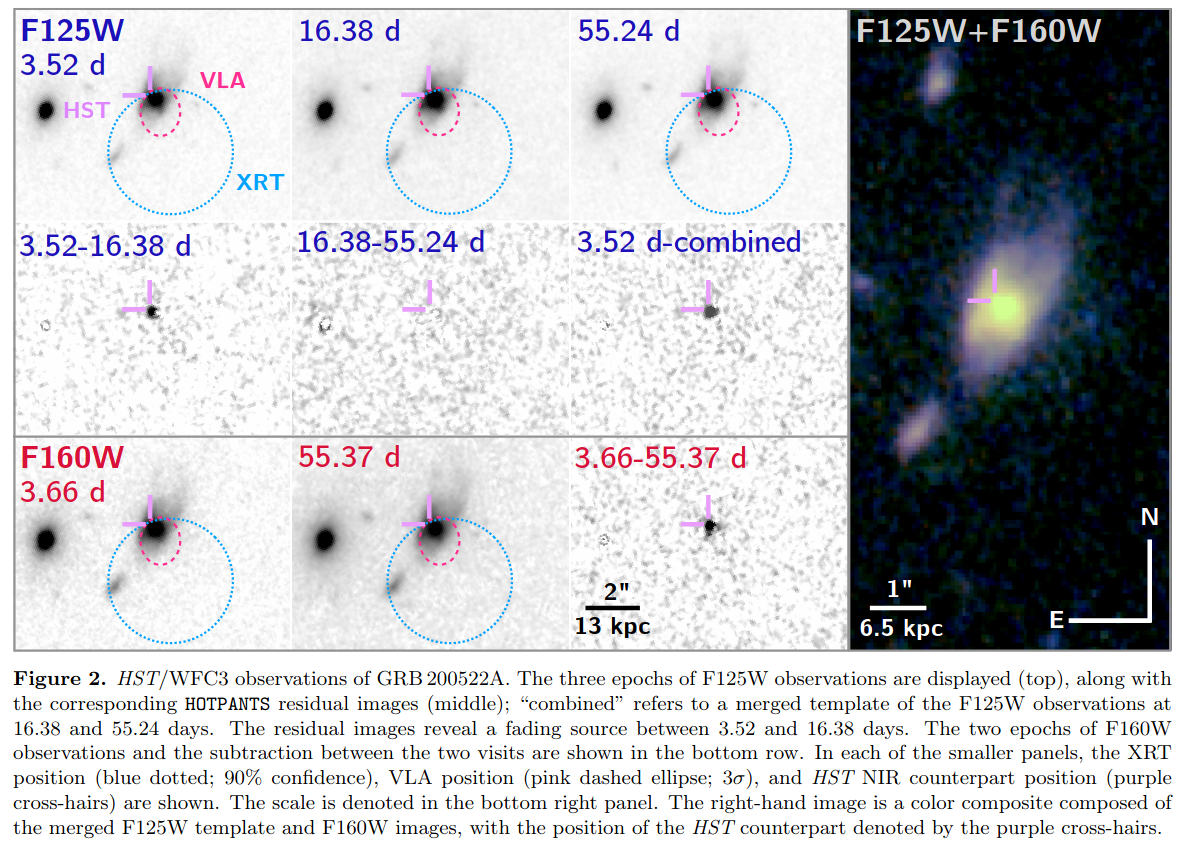 F125W
3.52 d
HST
VLA
XRT
16.38 d
55.24 d
3.52-16.38 d
16.38-55.24 d
3.52 d-combined
F160W
3.66 d
55.37 d
3.66-55.37 d
2"
13 kpc
F125W+F160W
1"
6.5 kpc
N
E
Figure 2. HST/WFC3 observations of GRB 200522A. The three epochs of F125W observations are displayed (top), along with
the corresponding HOTPANTS residual images (middle); “combined” refers to a merged template of the F125W observations at
16.38 and 55.24 days. The residual images reveal a fading source between 3.52 and 16.38 days. The two epochs of F160W
observations and the subtraction between the two visits are shown in the bottom row. In each of the smaller panels, the XRT
position (blue dotted; 90% confidence), VLA position (pink dashed ellipse; 3σ), and HST NIR counterpart position (purple
cross-hairs) are shown. The scale is denoted in the bottom right panel. The right-hand image is a color composite composed of
the merged F125W template and F160W images, with the position of the HST counterpart denoted by the purple cross-hairs.